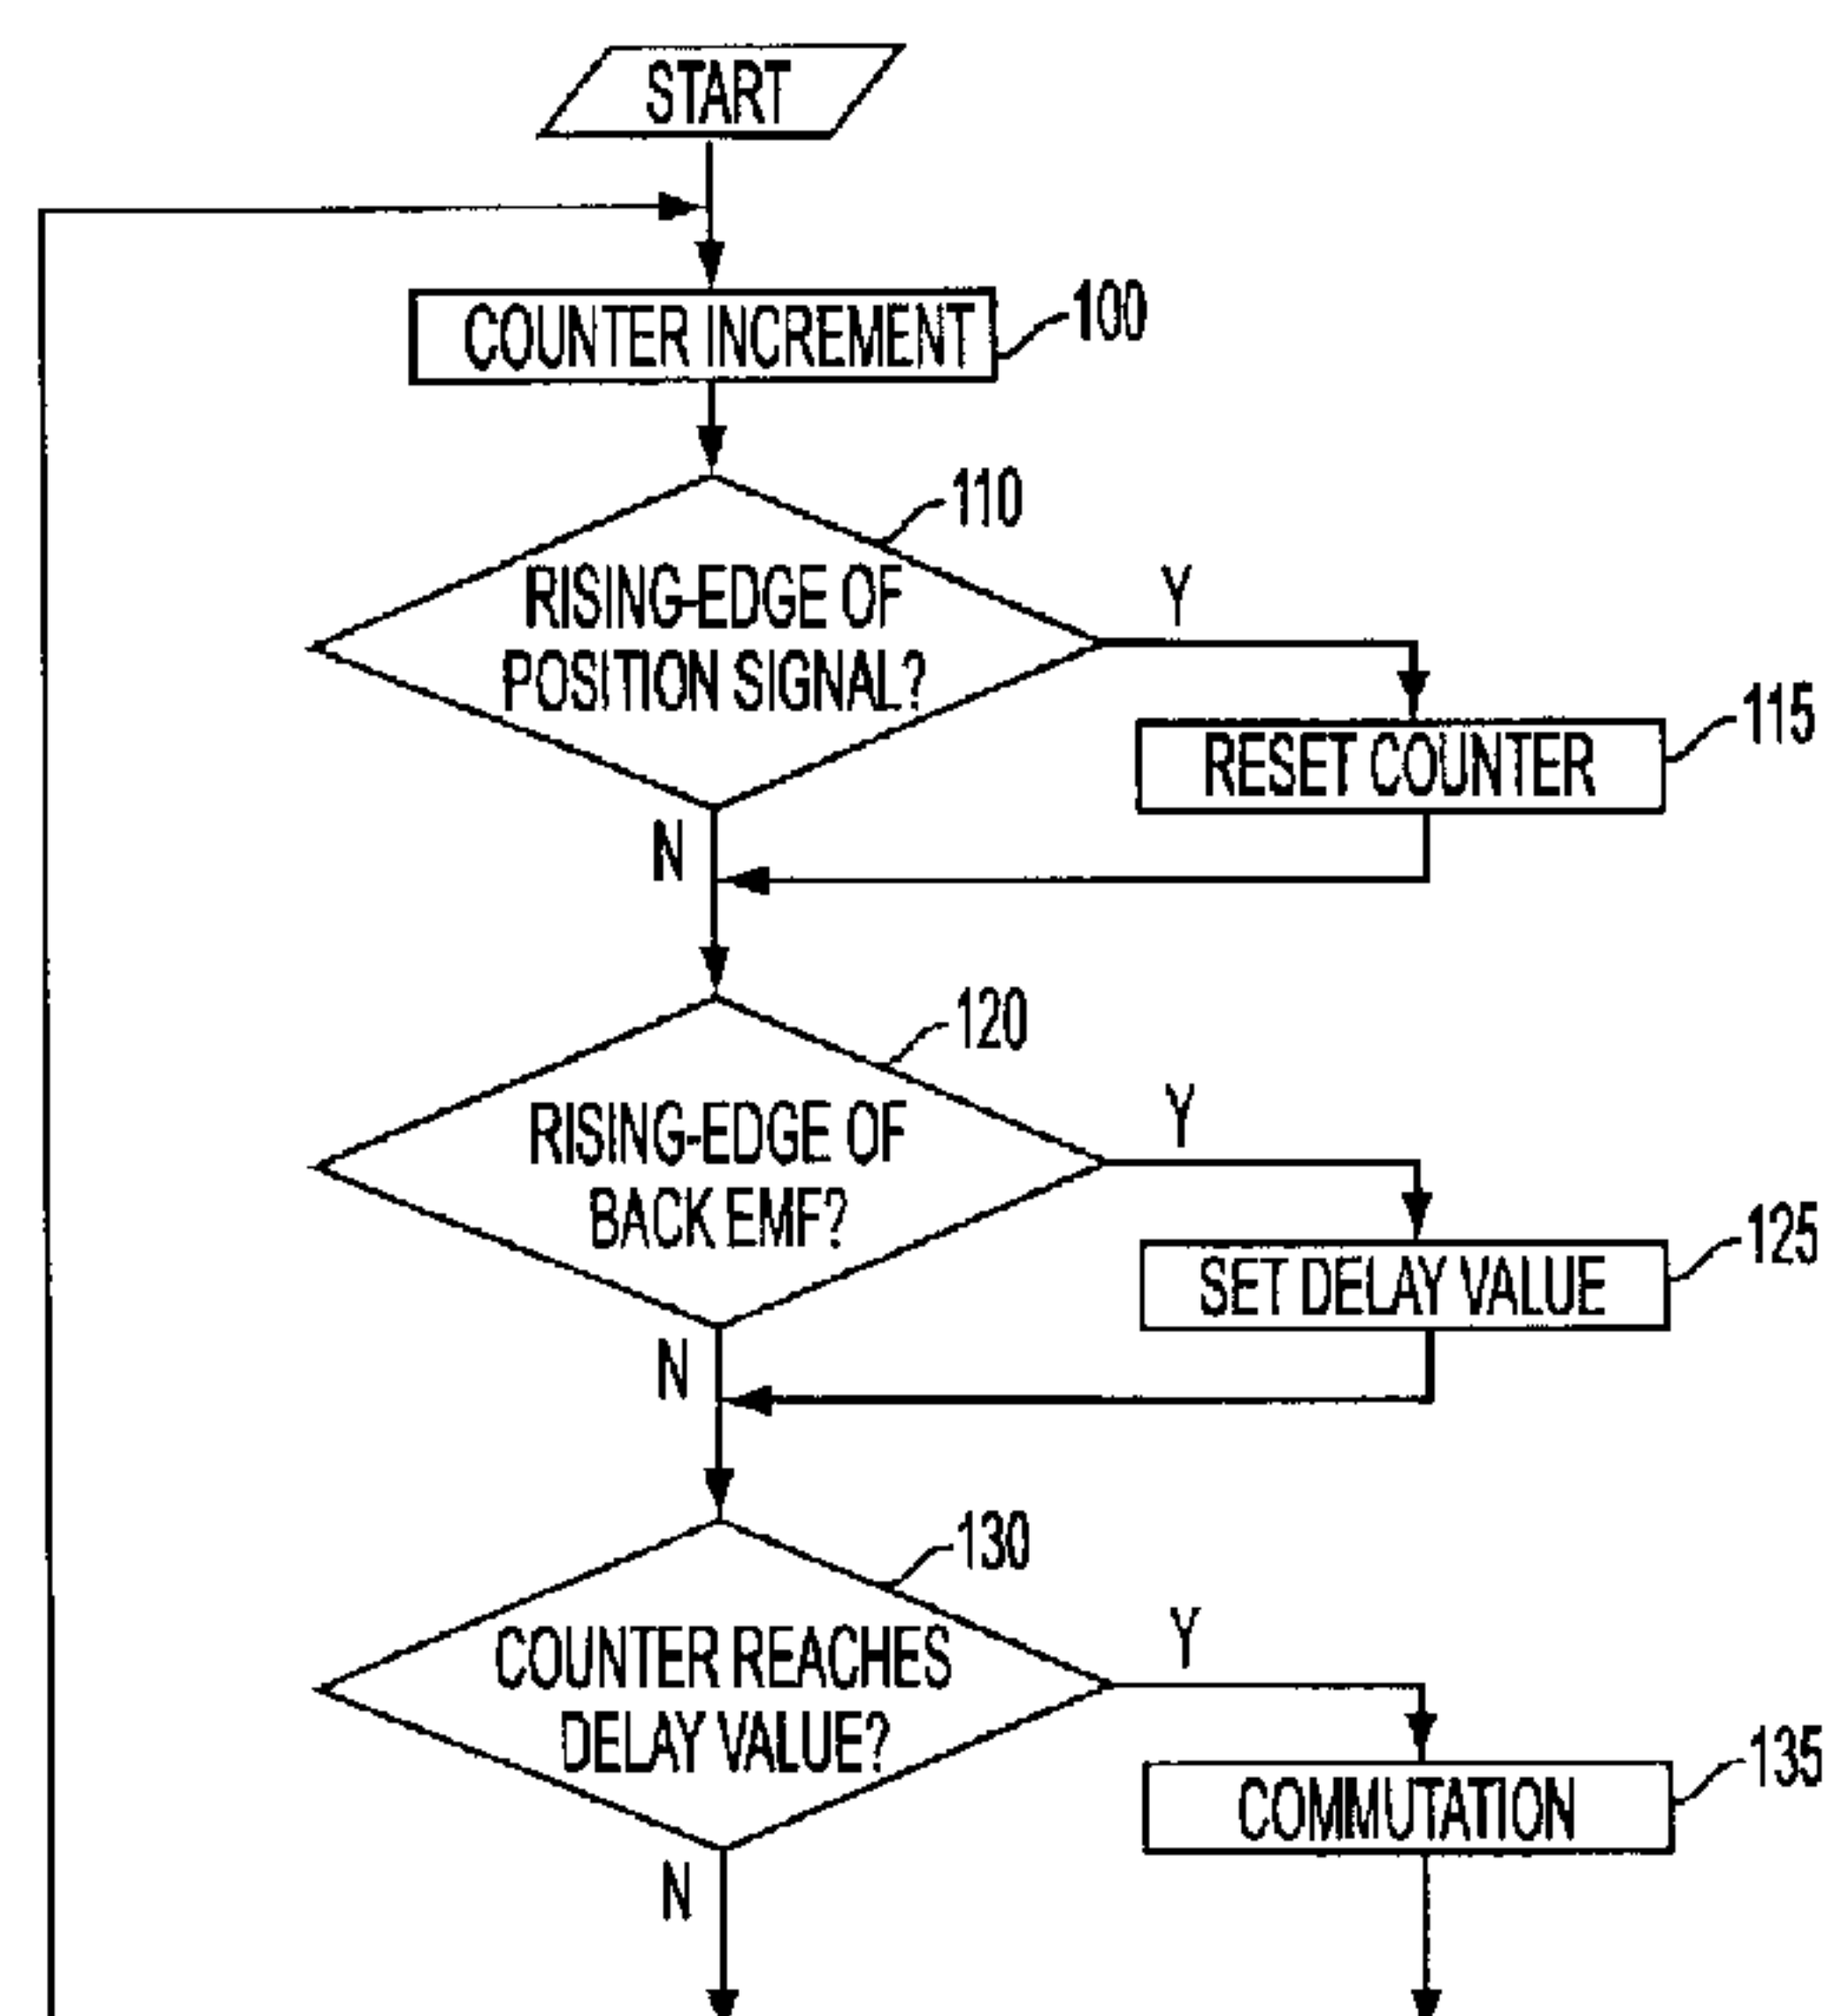 START
COUNTER INCREMENT
100
110
RISING-EDGE OF
POSITION SIGNAL?
Y
115
RESET COUNTER
N
120
RISING-EDGE OF
BACK EMF?
Y
125
SET DELAY VALUE
N
130
COUNTER REACHES
DELAY VALUE?
Y
135
COMMUTATION
N